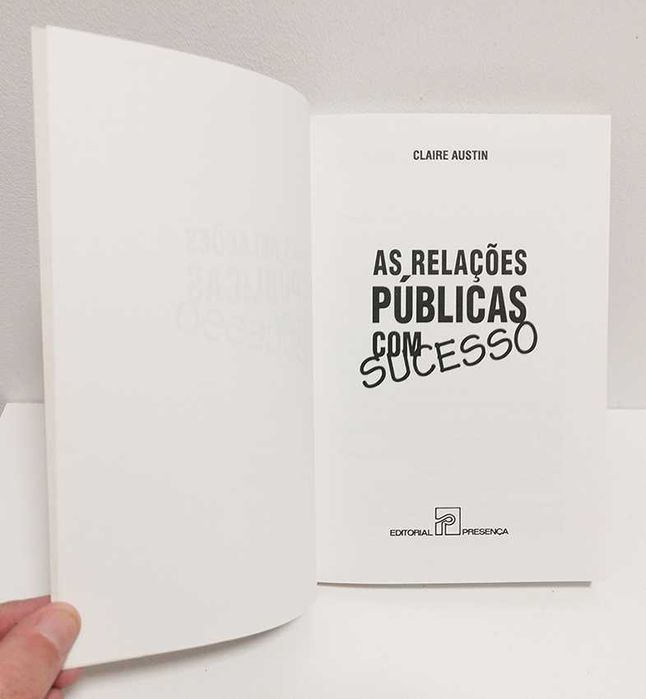 CLAIRE AUSTIN
AS RELAÇÕES
PÚBLICAS
COM
SUCESSO
EDITORIAL PRESENÇA